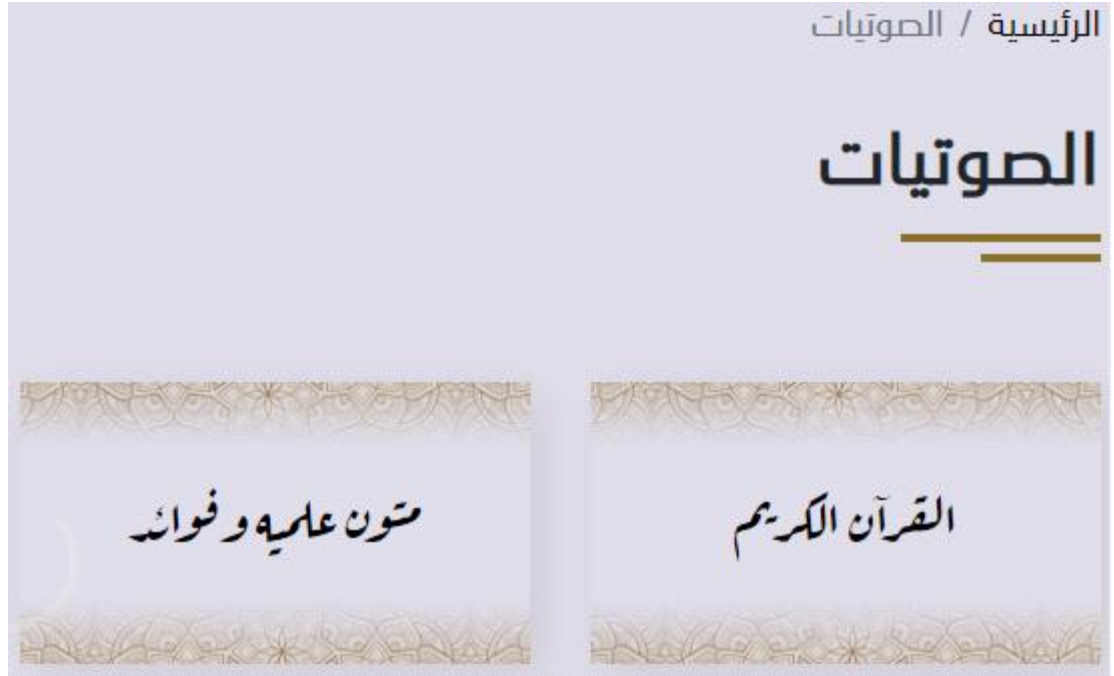 الرئيسية / الصوتيات
الصوتيات
القرآن الكريم
متون علميه و فوائد